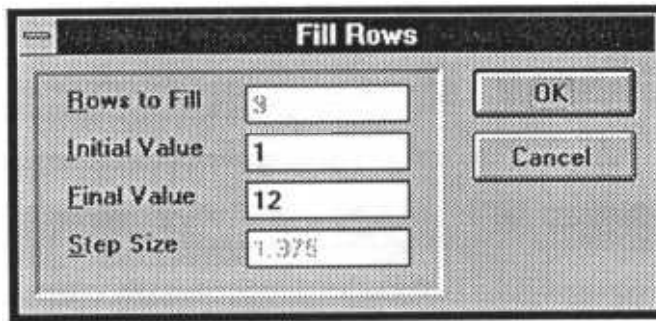 Fill Rows
Rows to Fill 9
OK
Initial Value 1
Cancel
Final Value 12
Step Size 1.375